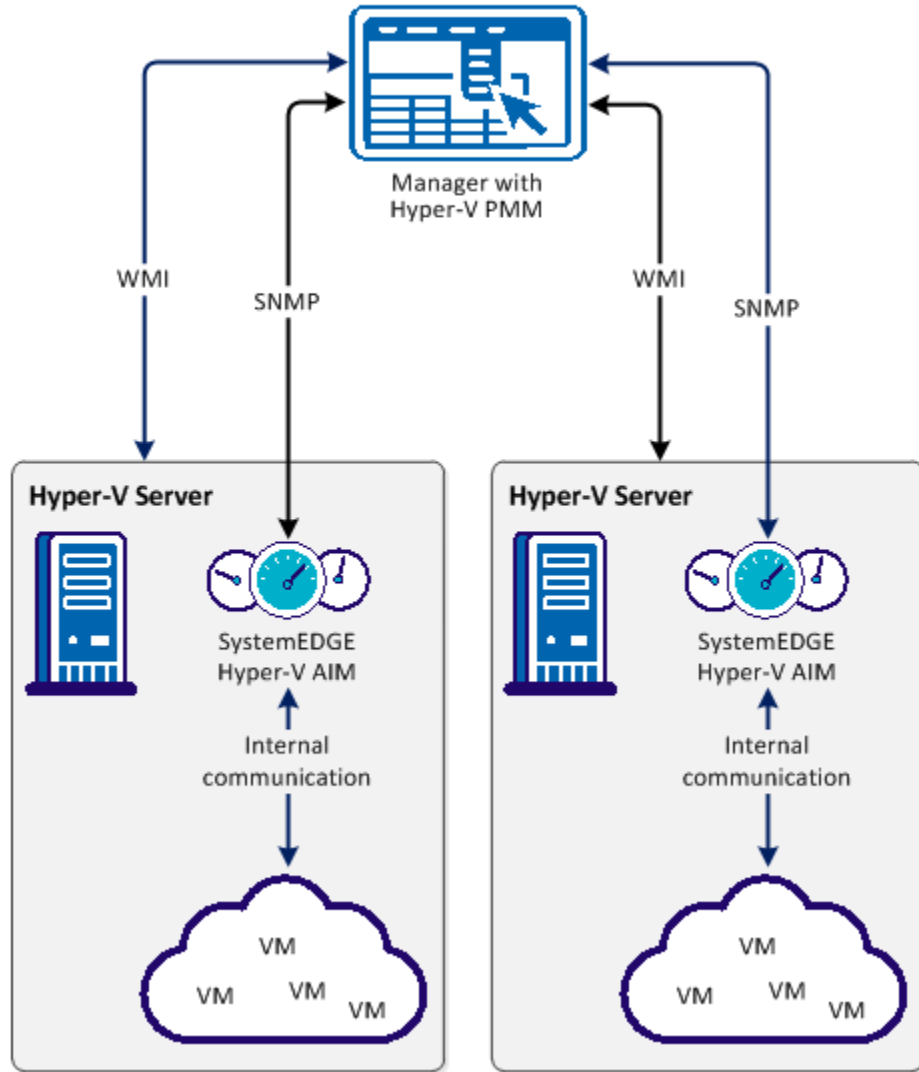 Manager with
Hyper-V PMM
WMI
SNMP
WMI
SNMP
Hyper-V Server
SystemEDGE
Hyper-V AIM
Internal
communication
VM
VM
VM
VM
Hyper-V Server
SystemEDGE
Hyper-V AIM
Internal
communication
VM
VM
VM
VM